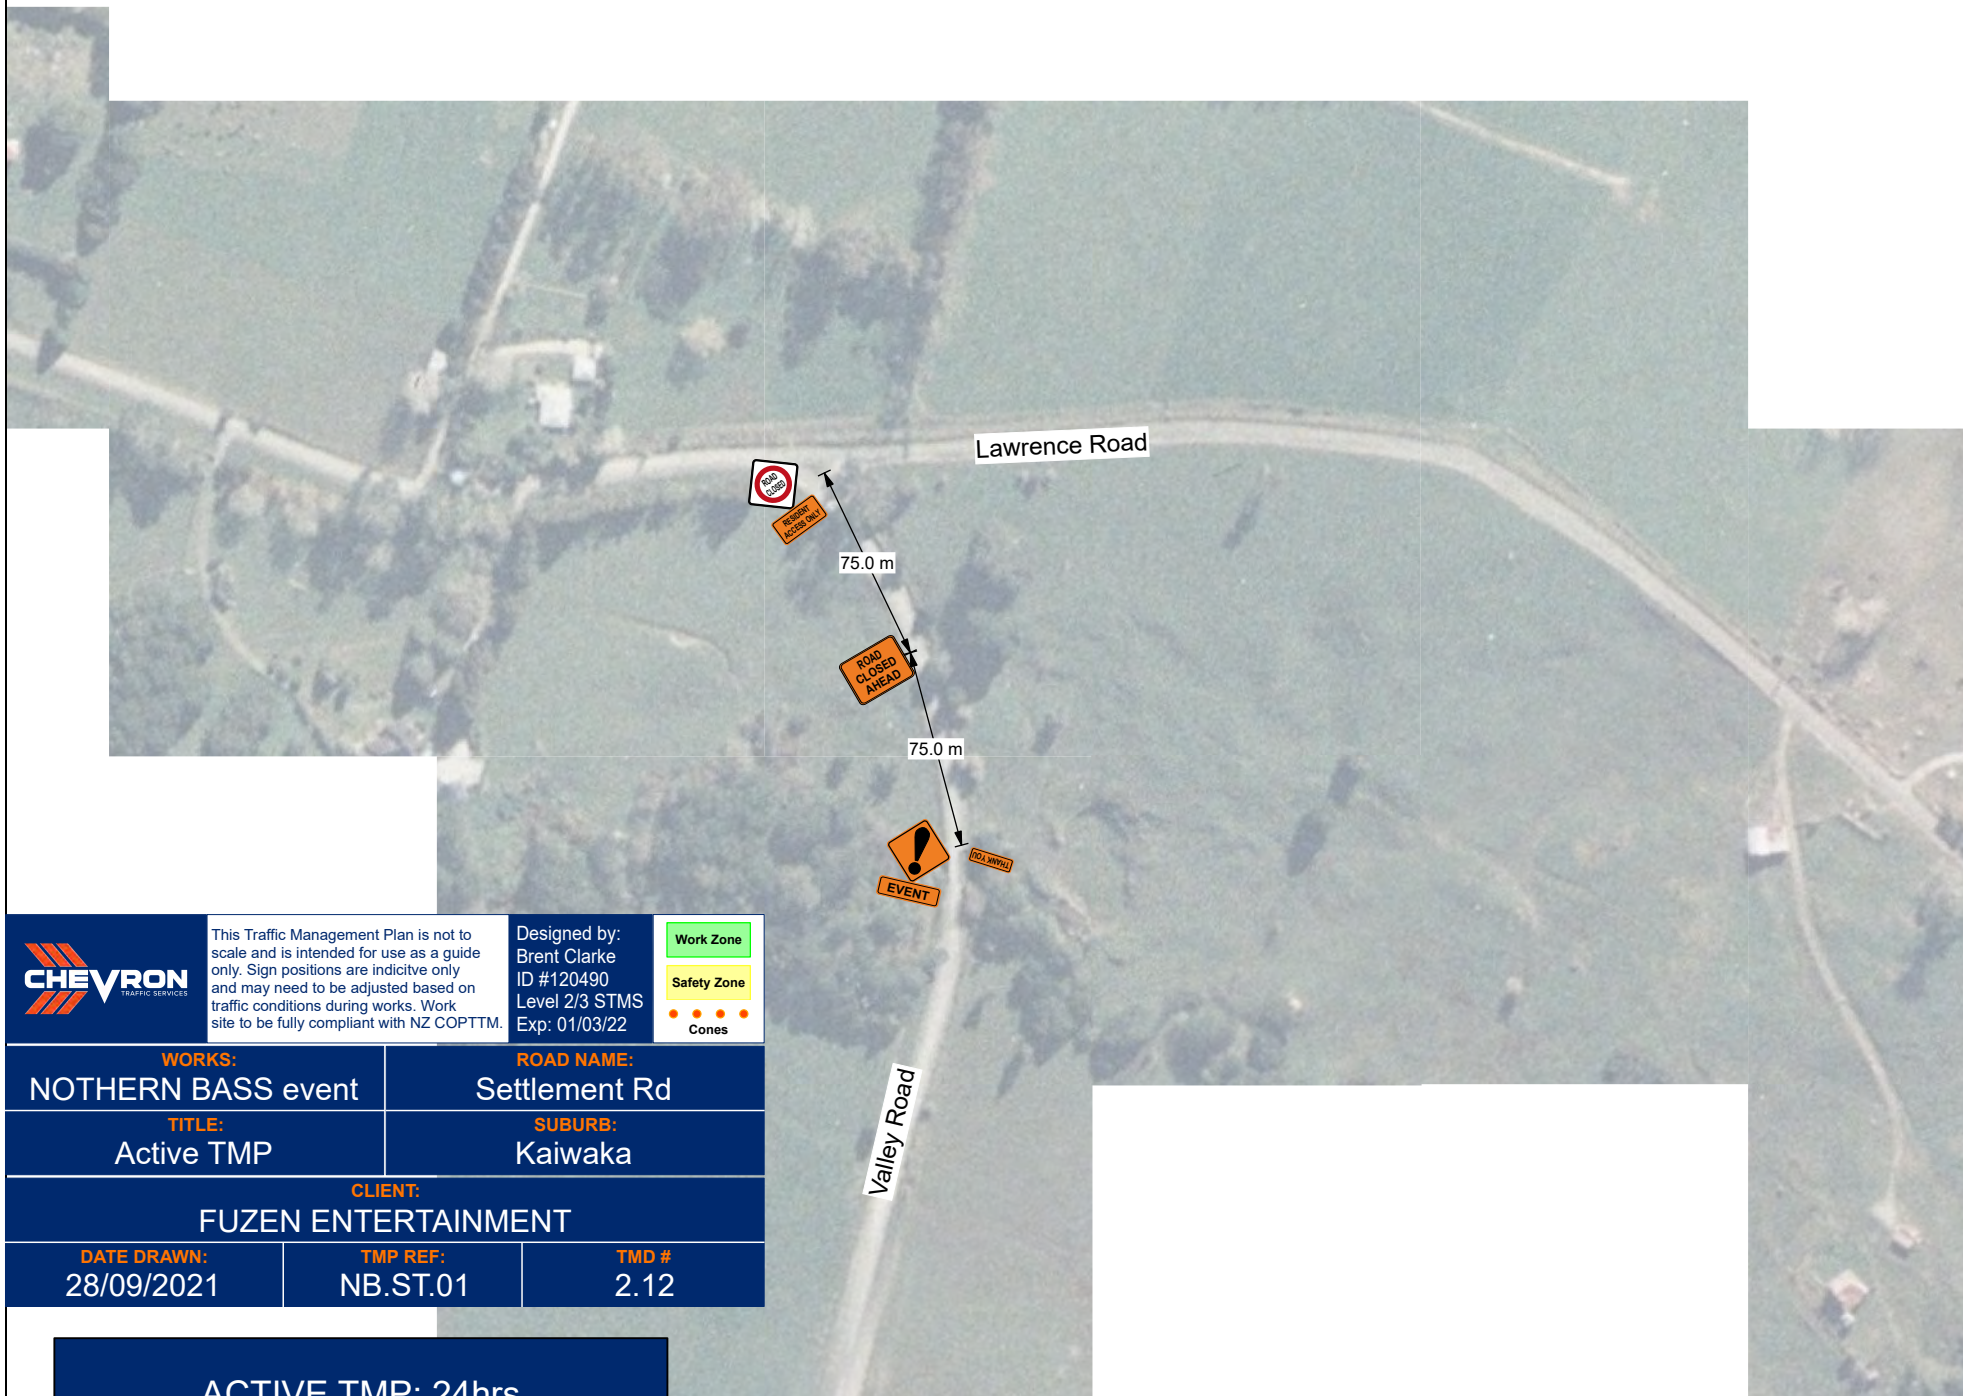 Lawrence Road
ROAD
CLOSED
RESIDENT
ACCESS ONLY
75.0 m
ROAD
CLOSED
AHEAD
75.0 m
EVENT
THANK YOU
Valley Road
CHEVRON
TRAFFIC SERVICES
This Traffic Management Plan is not to
scale and is intended for use as a guide
only. Sign positions are indicitve only
and may need to be adjusted based on
traffic conditions during works. Work
site to be fully compliant with NZ COPTTM.
Designed by:
Brent Clarke
ID #120490
Level 2/3 STMS
Exp: 01/03/22
Work Zone
Safety Zone
Cones
WORKS:
NOTHERN BASS event
ROAD NAME:
Settlement Rd
TITLE:
Active TMP
SUBURB:
Kaiwaka
CLIENT:
FUZEN ENTERTAINMENT
DATE DRAWN:
28/09/2021
TMP REF:
NB.ST.01
TMD #
2.12
ACTIVE TMP: 24hrs